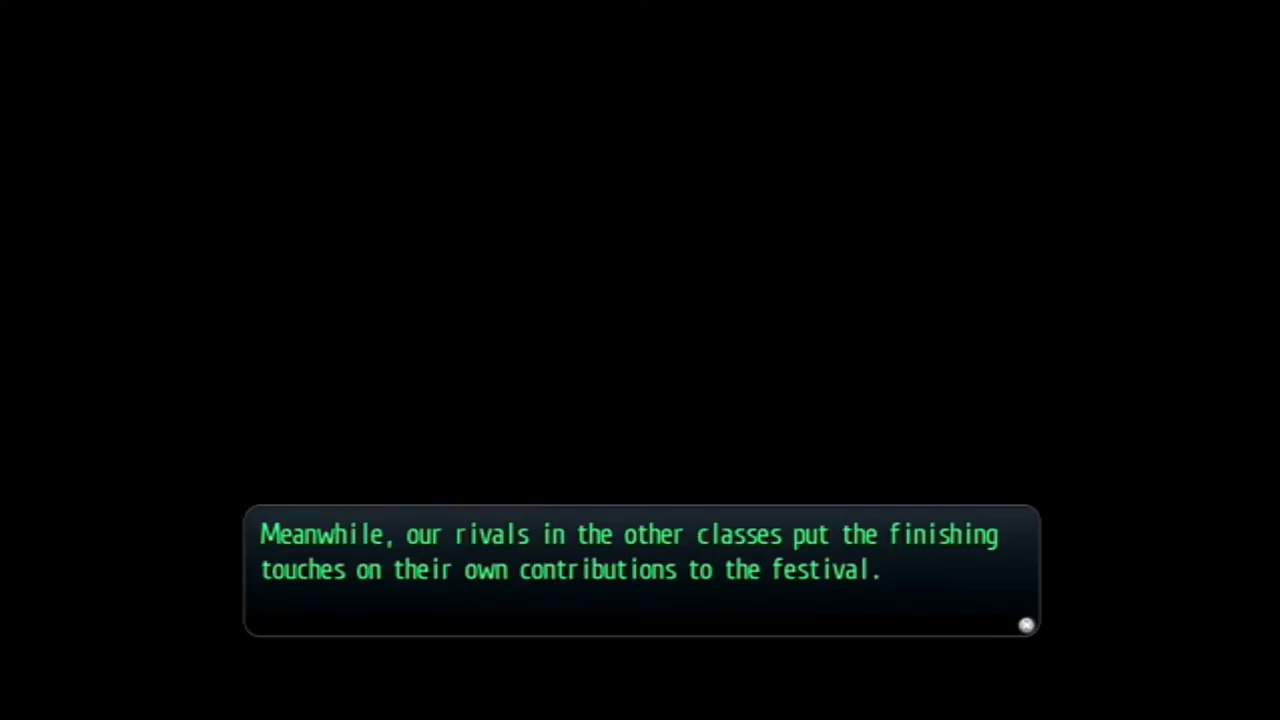 Meanwhile, our rivals in the other classes put the finishing
touches on their own contributions to the festival.